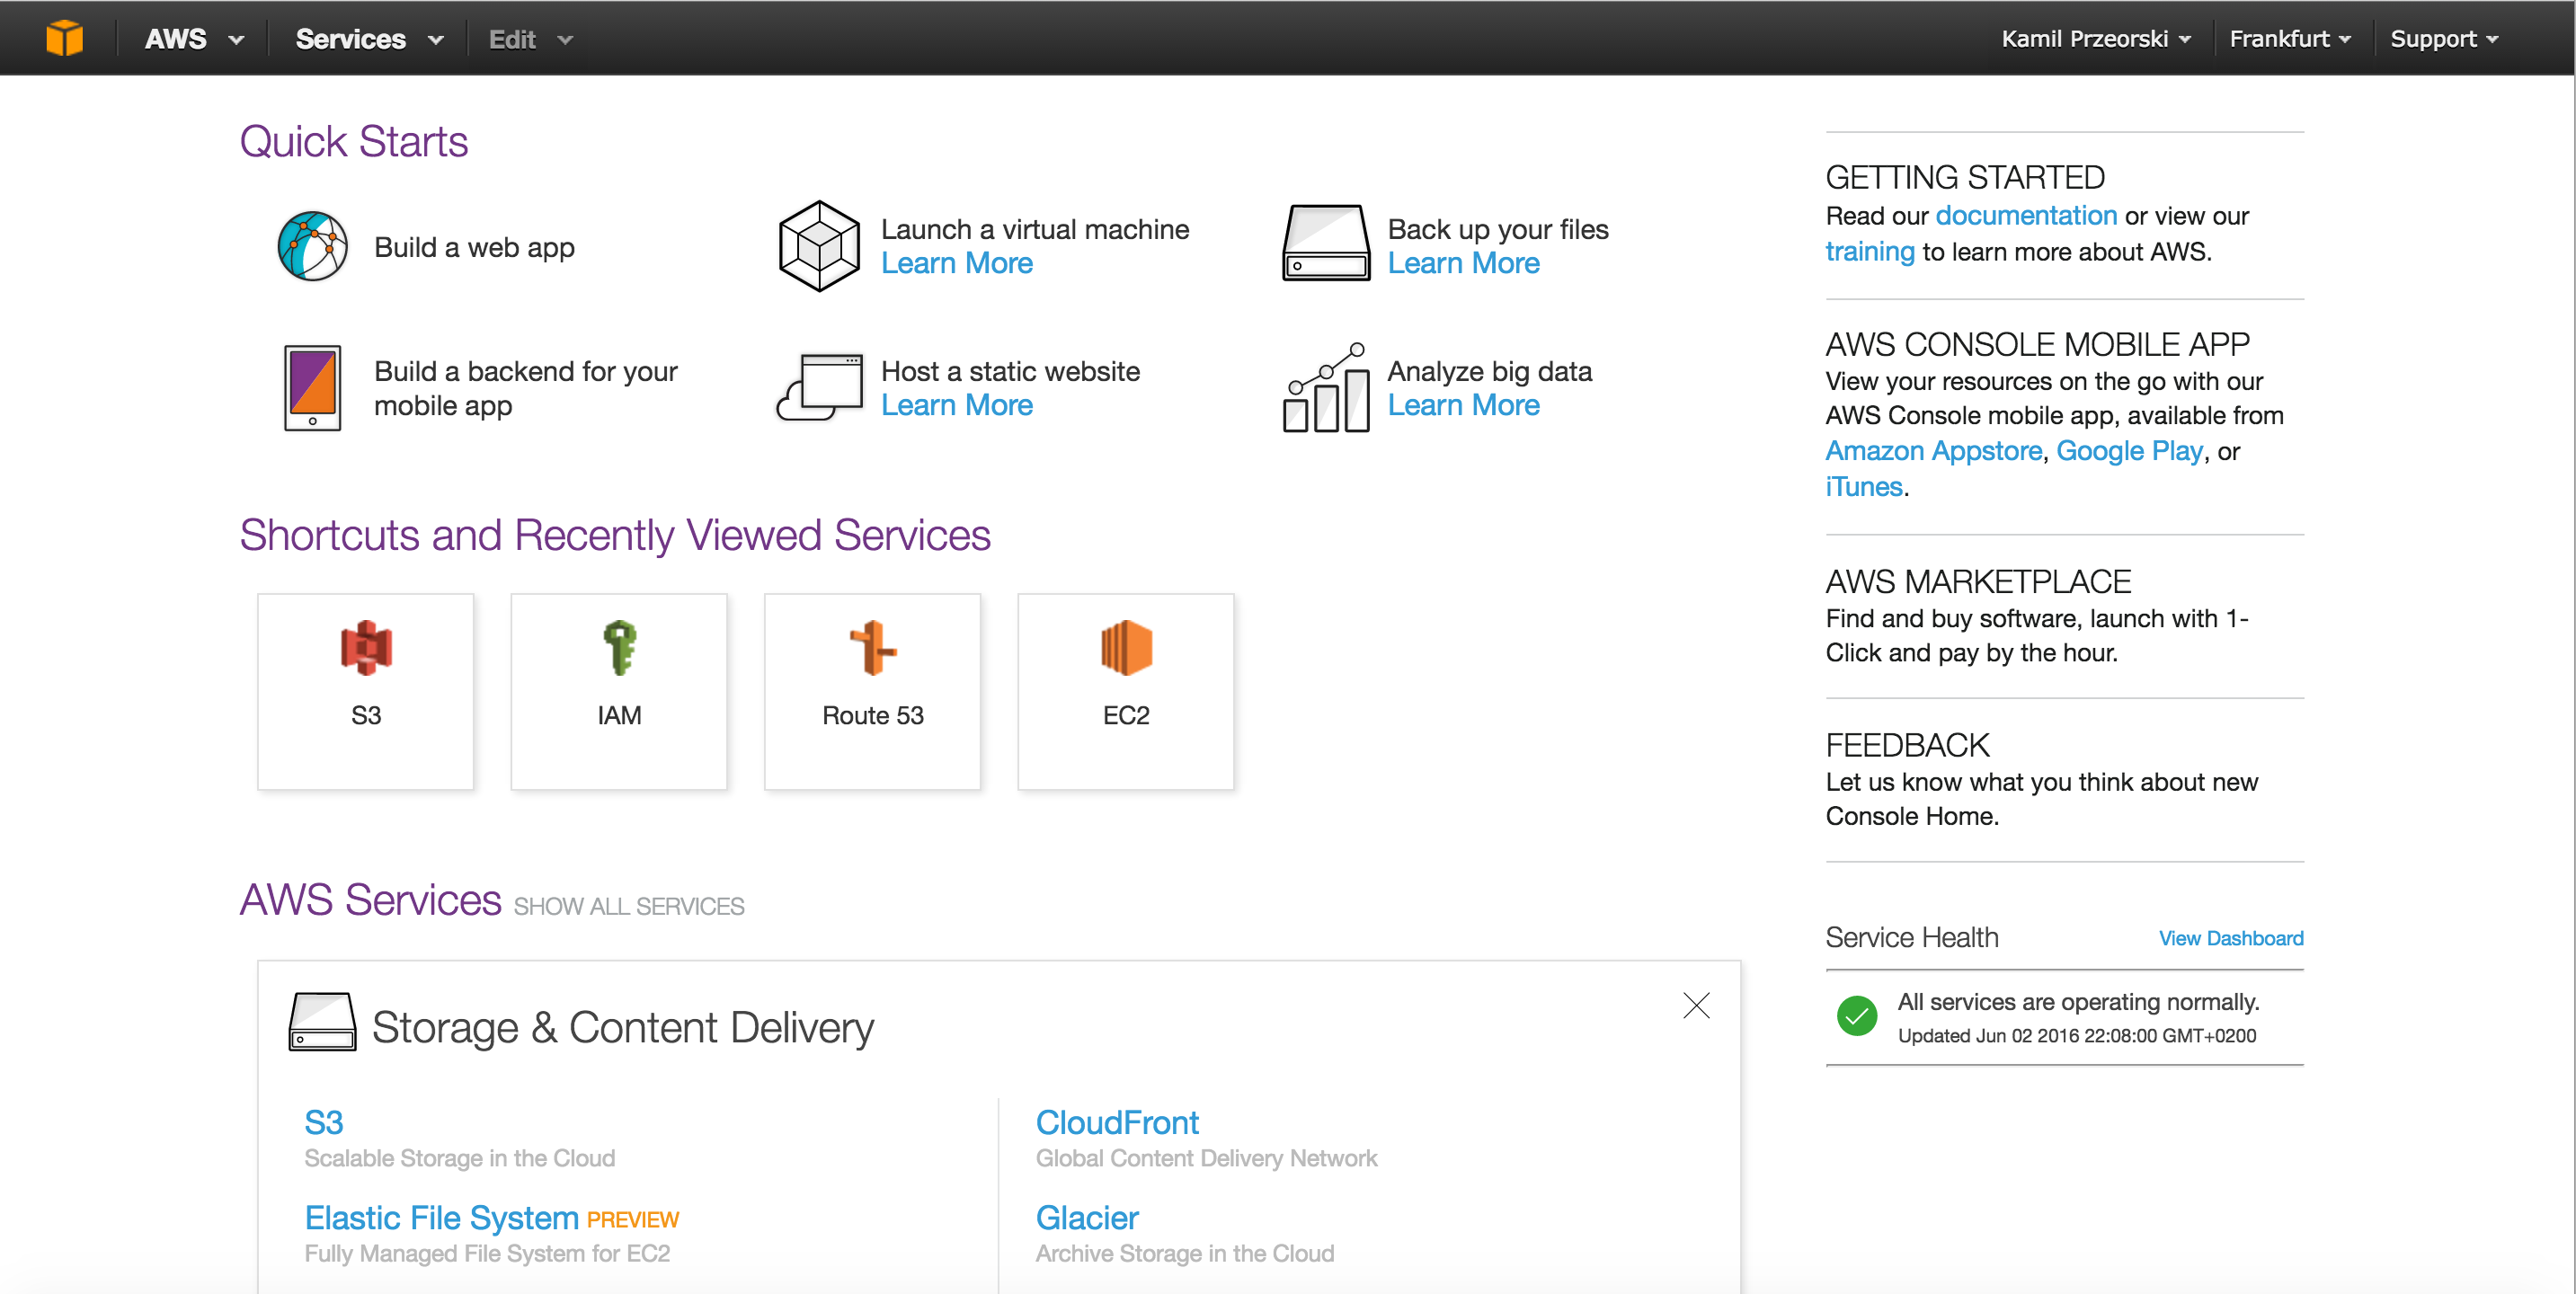 AWS
Services
Edit
Kamil Przeorski
Frankfurt
Support
Quick Starts
Build a web app
Launch a virtual machine
Learn More
Back up your files
Learn More
Build a backend for your
mobile app
Host a static website
Learn More
Analyze big data
Learn More
Shortcuts and Recently Viewed Services
S3
IAM
Route 53
EC2
AWS Services SHOW ALL SERVICES
Storage & Content Delivery
S3
Scalable Storage in the Cloud
Elastic File System PREVIEW
Fully Managed File System for EC2
CloudFront
Global Content Delivery Network
Glacier
Archive Storage in the Cloud
GETTING STARTED
Read our documentation or view our
training to learn more about AWS.
AWS CONSOLE MOBILE APP
View your resources on the go with our
AWS Console mobile app, available from
Amazon Appstore, Google Play, or
iTunes.
AWS MARKETPLACE
Find and buy software, launch with 1-
Click and pay by the hour.
FEEDBACK
Let us know what you think about new
Console Home.
Service Health
View Dashboard
All services are operating normally.
Updated Jun 02 2016 22:08:00 GMT+0200